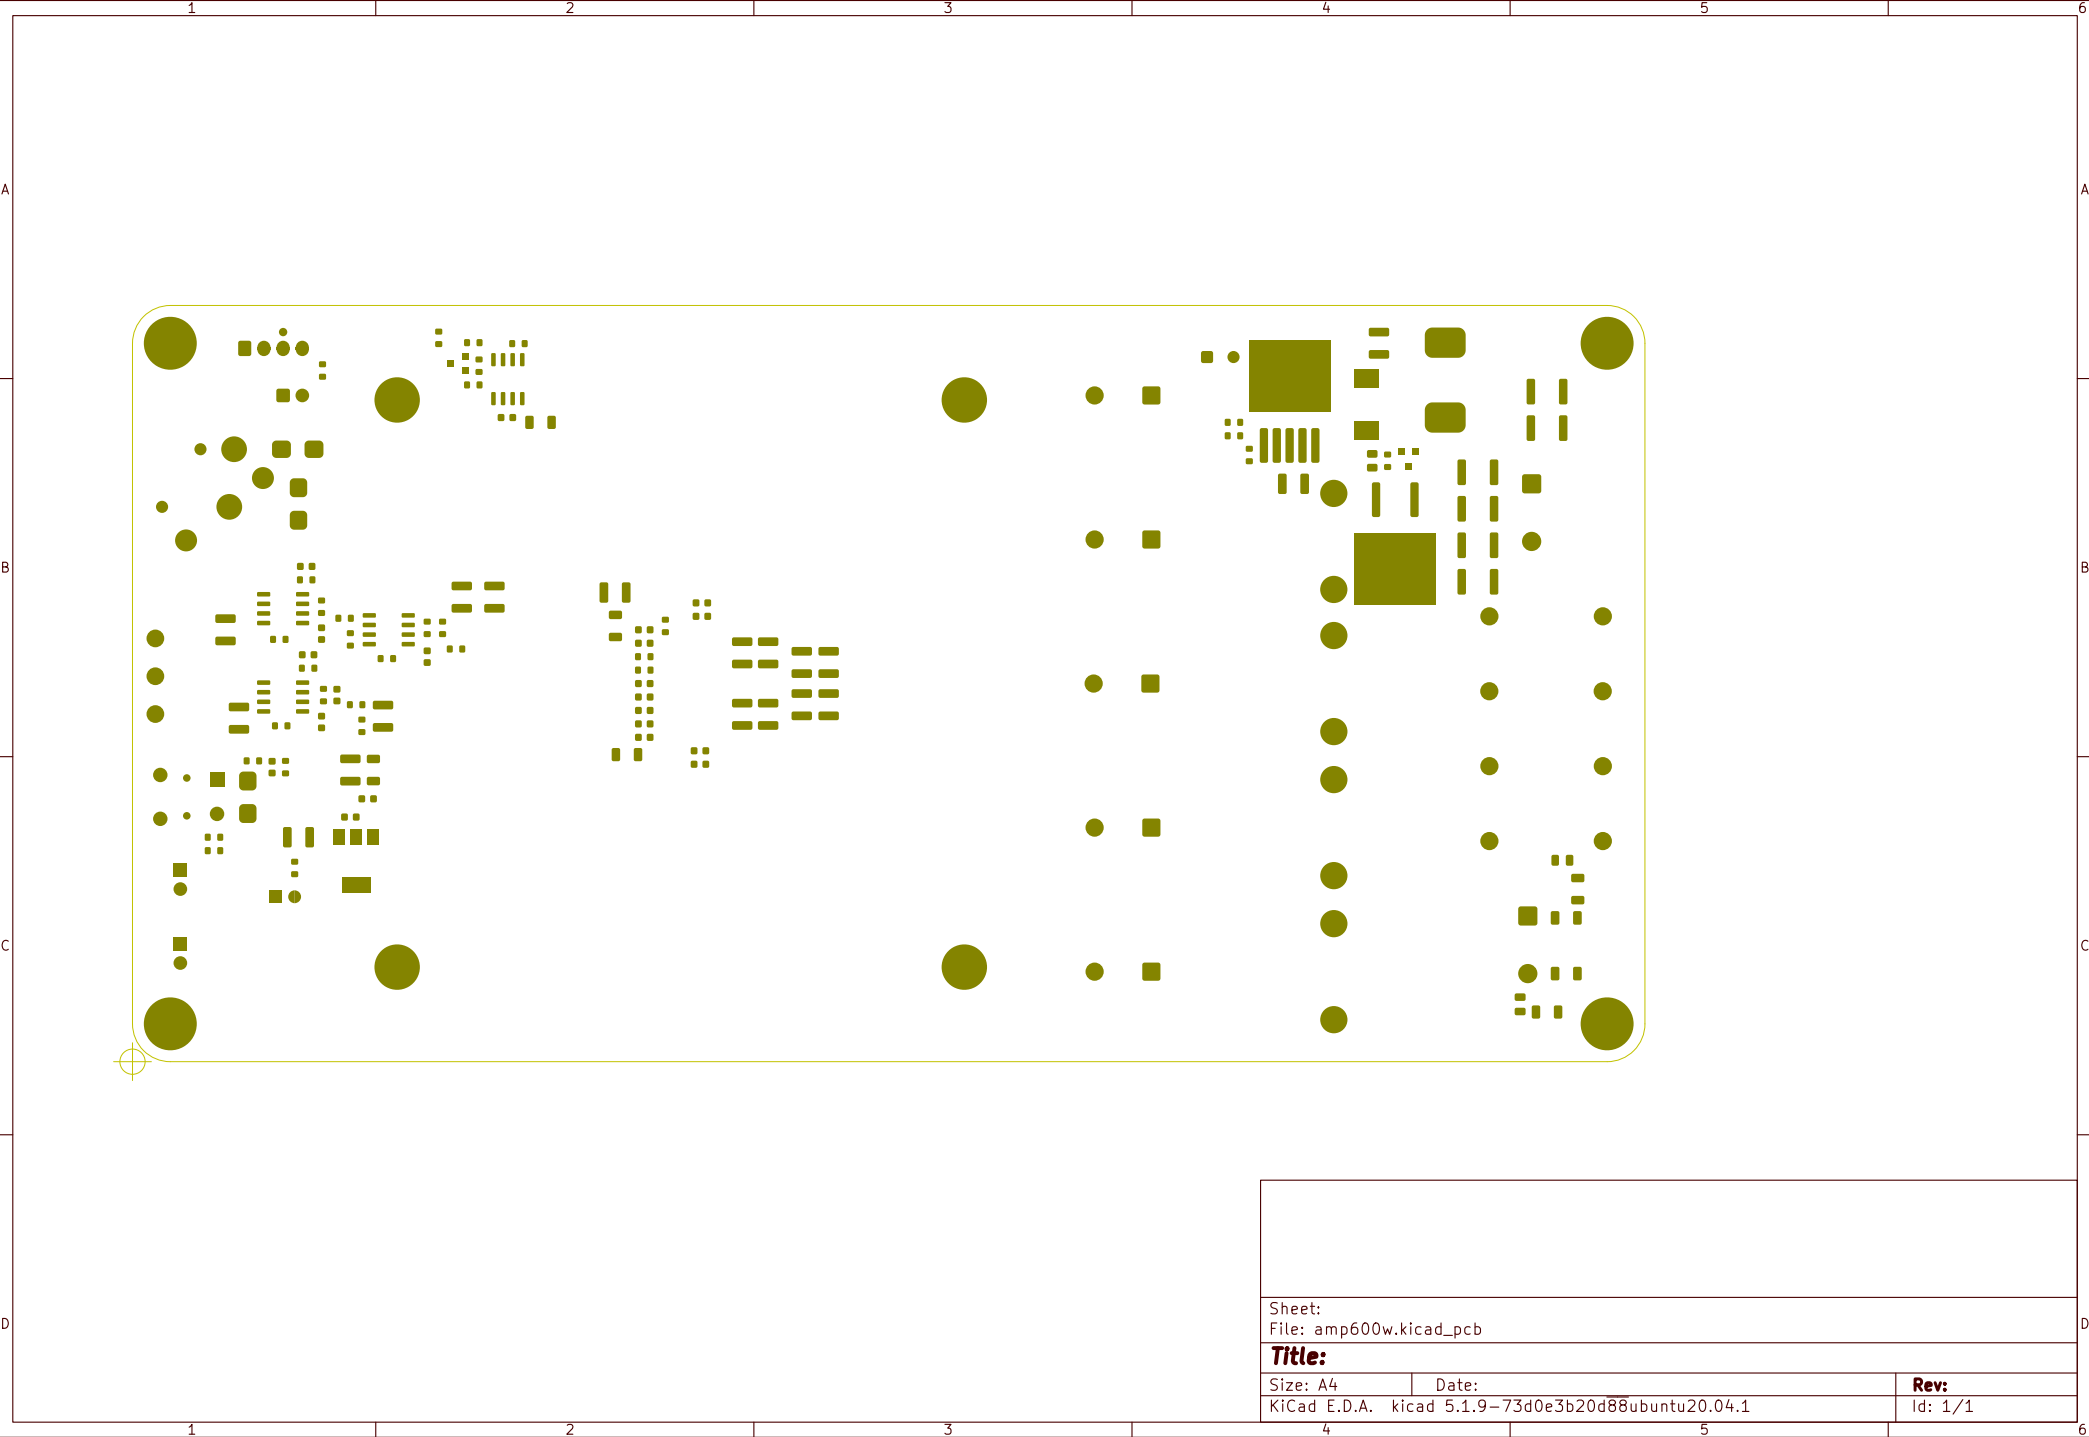 1 2 3 4 5 6
A A
B B
C C
D D
Sheet:
File: amp600w.kicad_pcb
Title:
Size: A4 Date: Rev:
KiCad E.D.A. kicad 5.1.9-73d0e3b20d88ubuntu20.04.1 Id: 1/1
1 2 3 4 5 6